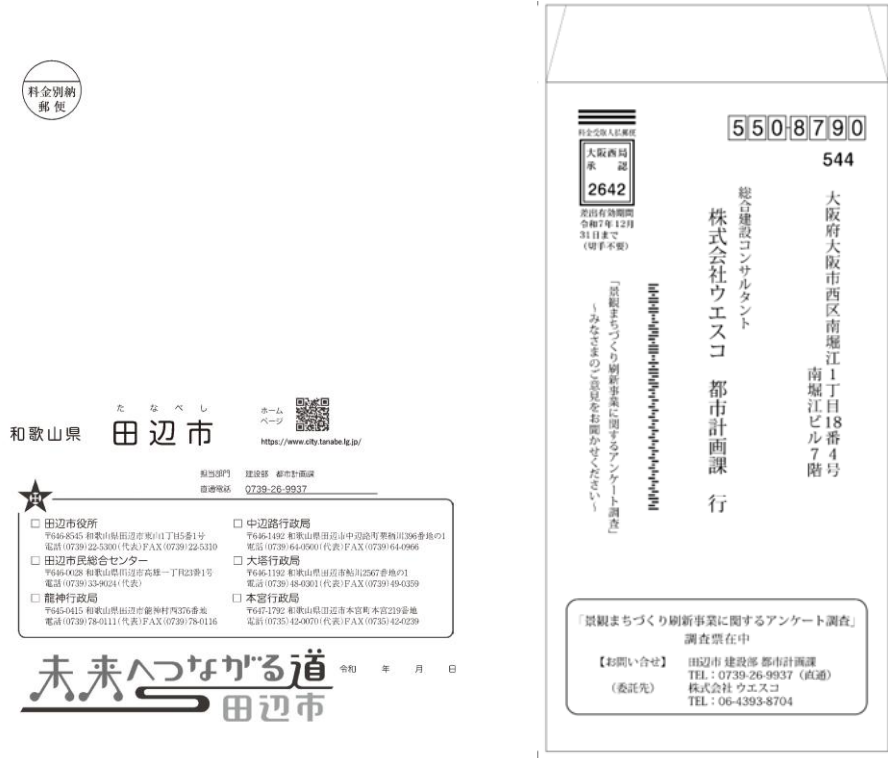 料金別納
郵便
たなべし
和歌山県 田辺市
ホーム
ページ
https://www.city.tanabe.lg.jp/
担当部門 建設部 都市計画課
直通電話 0739-26-9937
□ 田辺市役所
〒646-8545 和歌山県田辺市東山1丁目5番1号
電話(0739)22-5300(代表)FAX(0739)22-5310
□ 田辺市民総合センター
〒646-0028 和歌山県田辺市高雄一丁目23番1号
電話(0739)33-9024(代表)
□ 龍神行政局
〒645-0415 和歌山県田辺市龍神村西376番地
電話(0739)78-0111(代表)FAX(0739)78-0116
□ 中辺路行政局
〒646-1492 和歌山県田辺市中辺路町栗栖川396番地の1
電話(0739)64-0500(代表)FAX(0739)64-0966
□ 大塔行政局
〒646-1192 和歌山県田辺市鮎川2567番地の1
電話(0739)48-0301(代表)FAX(0739)49-0359
□ 本宮行政局
〒647-1792 和歌山県田辺市本宮町本宮219番地
電話(0735)42-0070(代表)FAX(0735)42-0239
未来へつながる道
田辺市
令和 年 月 日
料金受取人払郵便
大阪西局
承認
2642
差出有効期間
令和7年12月
31日まで
(切手不要)
550-8790
544
大阪府大阪市西区南堀江1丁目18番4号
南堀江ビル7階
総合建設コンサルタント
株式会社ウエスコ 都市計画課 行
「景観まちづくり刷新事業に関するアンケート調査」
~みなさまのご意見をお聞かせください~
「景観まちづくり刷新事業に関するアンケート調査」
調査票在中
【お問い合せ】 田辺市 建設部 都市計画課
TEL:0739-26-9937(直通)
(委託先) 株式会社 ウエスコ
TEL:06-4393-8704